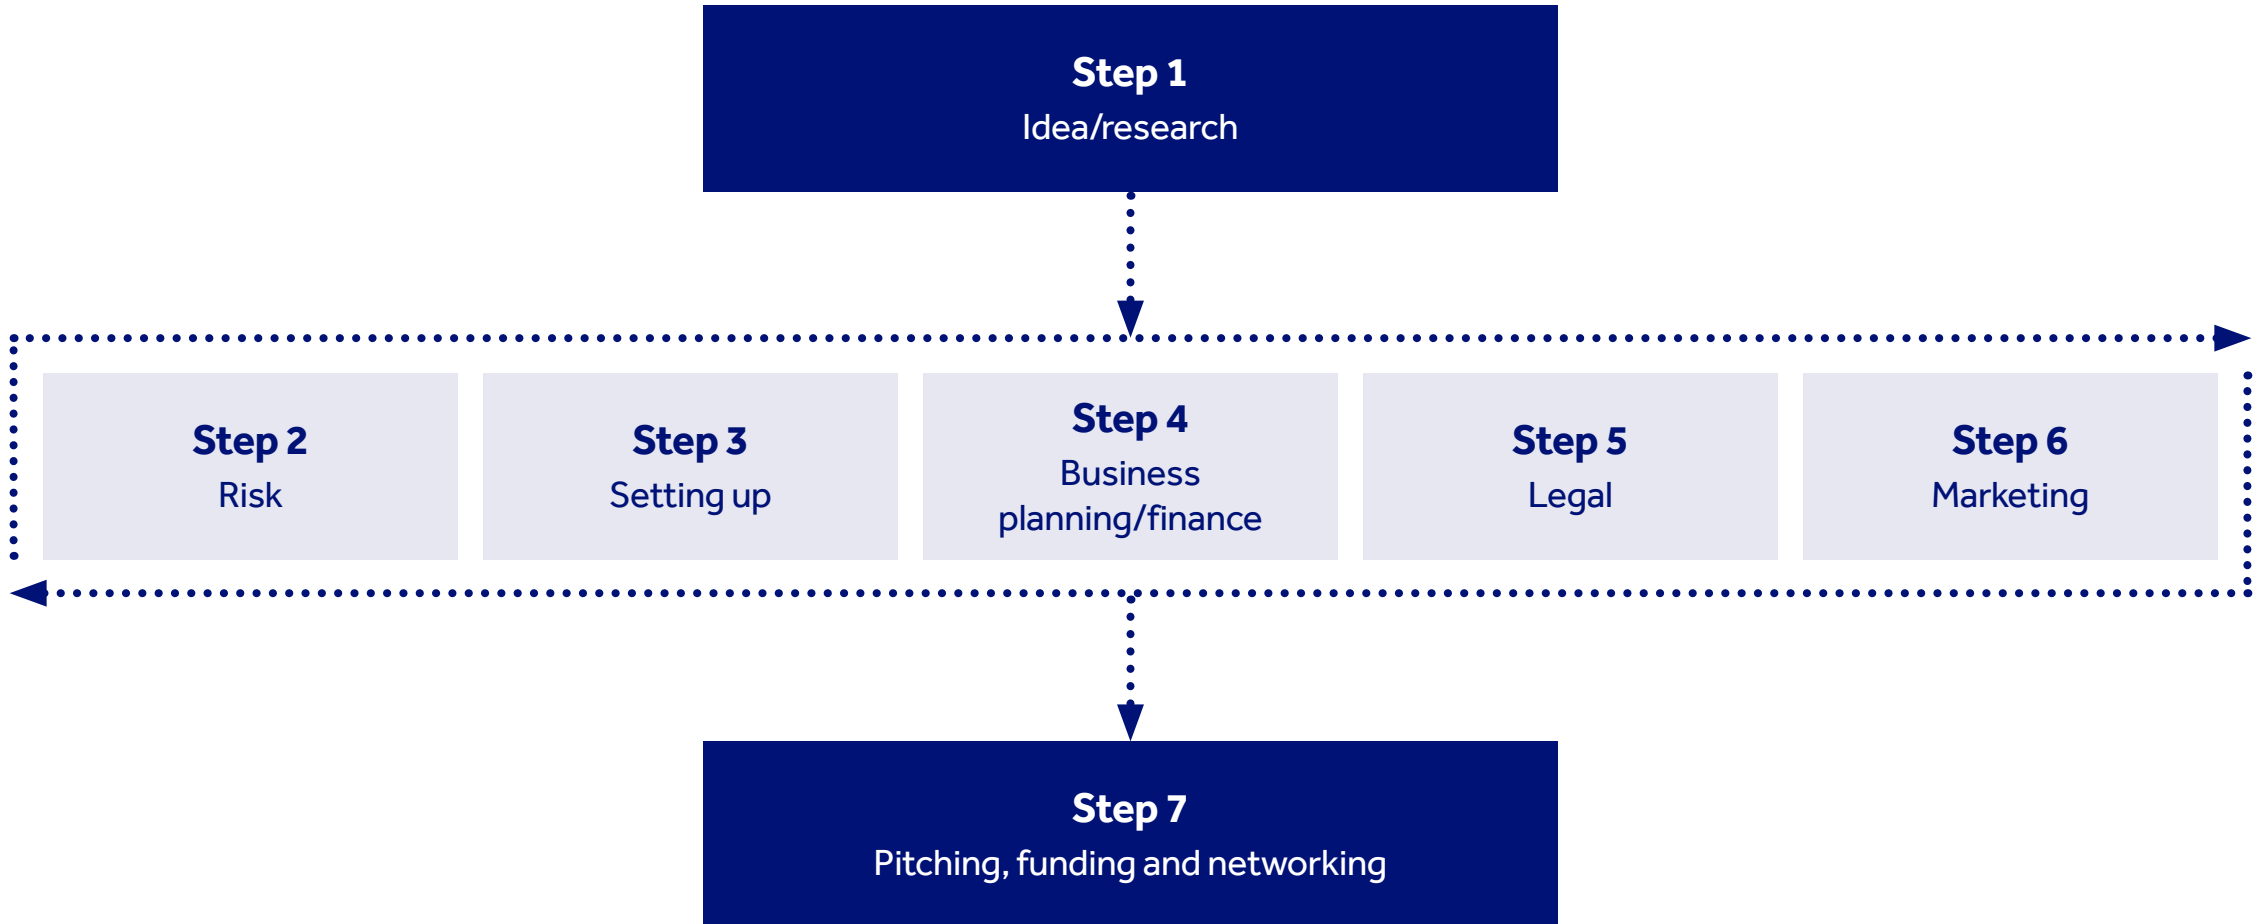 Step 1
Idea/research
Step 2
Risk
Step 3
Setting up
Step 4
Business
planning/finance
Step 5
Legal
Step 6
Marketing
Step 7
Pitching, funding and networking